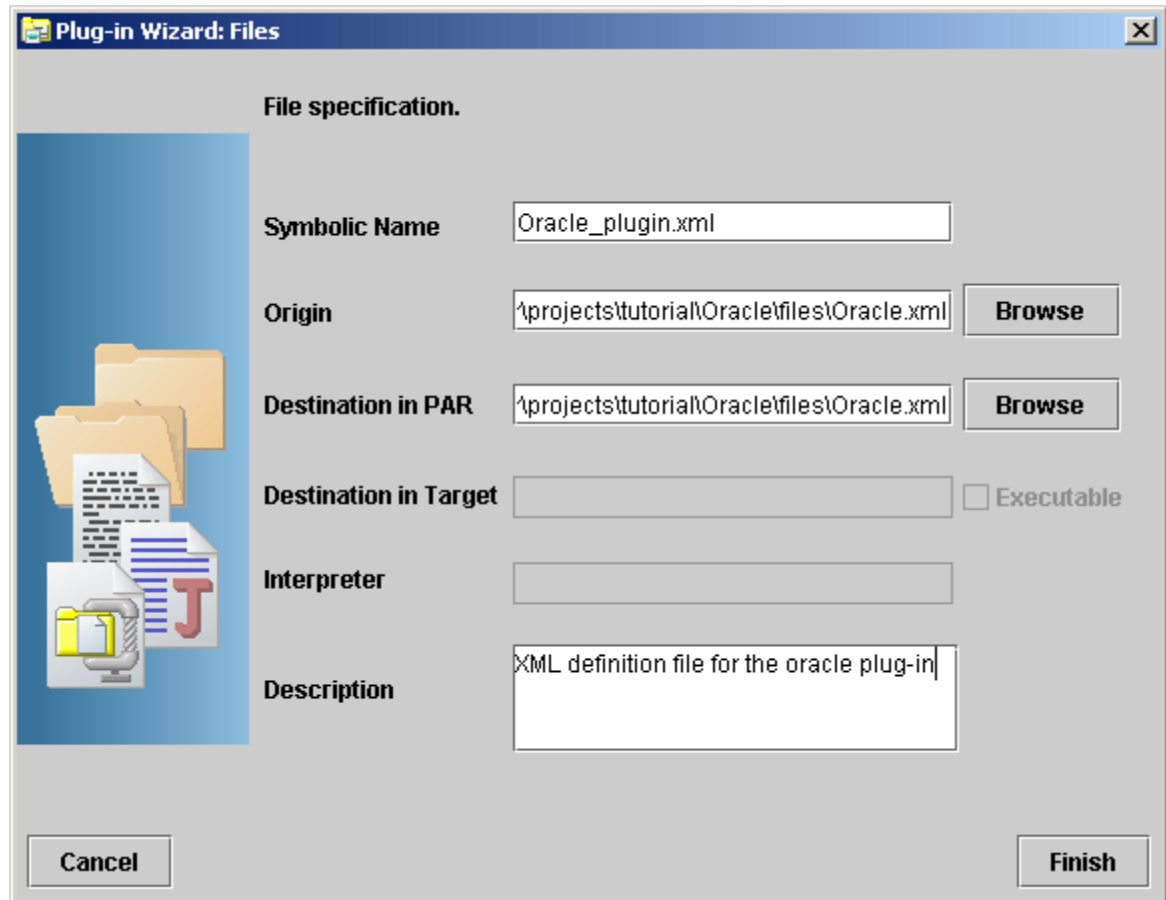 Plug-in Wizard: Files
File specification.
Symbolic Name Oracle_plugin.xml
Origin \projects\tutorial\Oracle\files\Oracle.xml Browse
Destination in PAR \projects\tutorial\Oracle\files\Oracle.xml Browse
Destination in Target Executable
Interpreter
Description XML definition file for the oracle plug-in
J
Cancel Finish